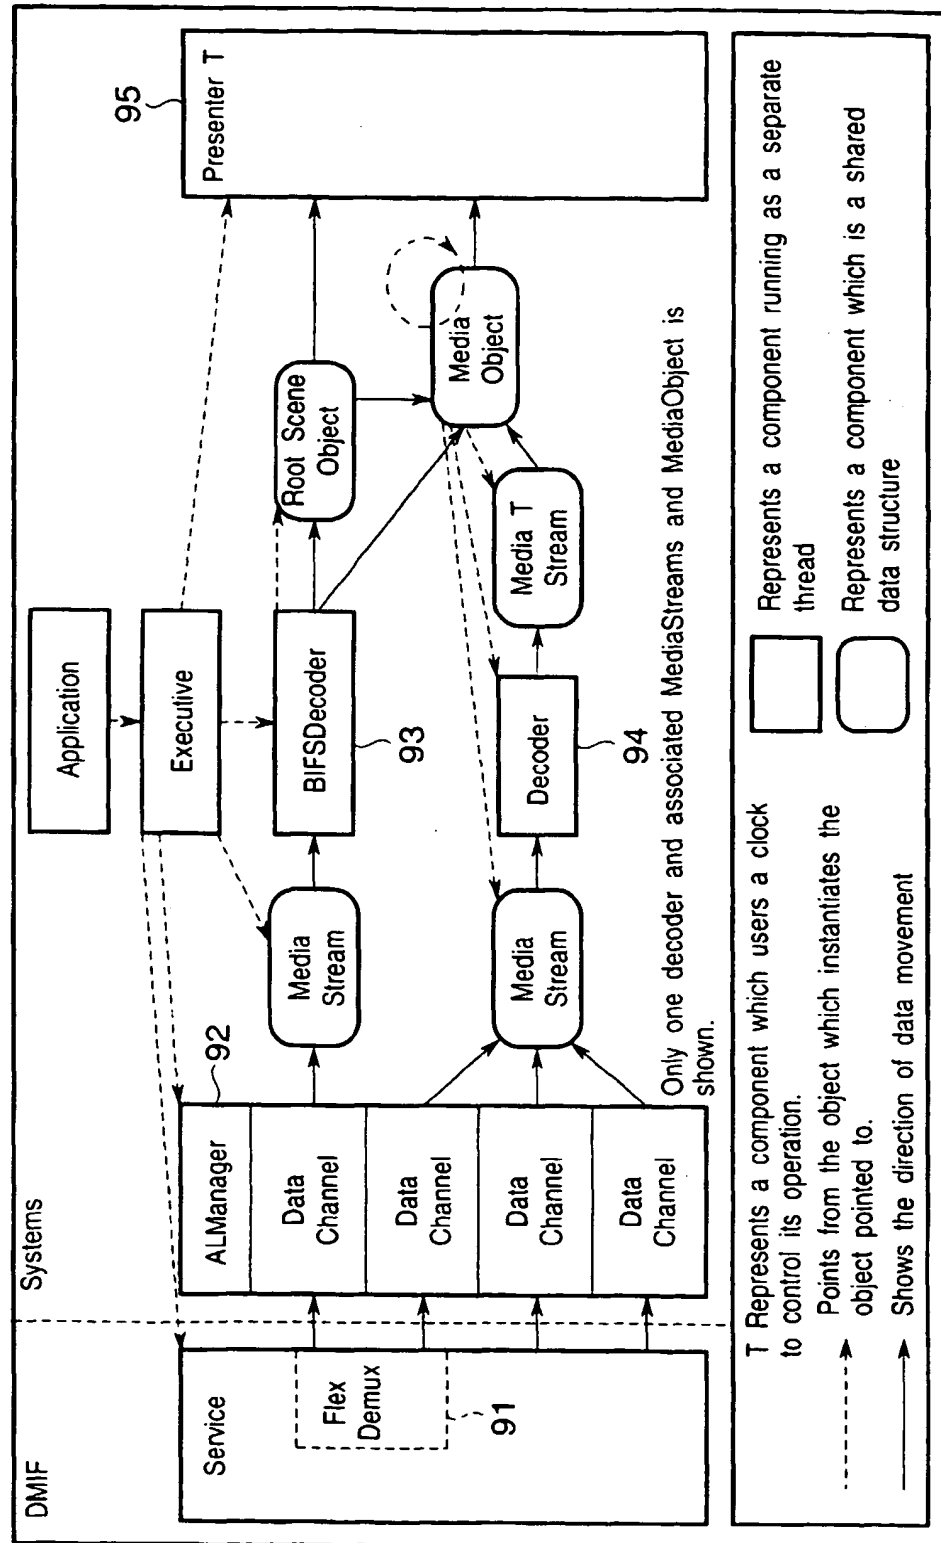 DMIF
Systems
Service
Flex
Demux
91
ALManager
92
Data
Channel
Data
Channel
Data
Channel
Data
Channel
Application
Executive
Media
Stream
BIFSDecoder
93
Root Scene
Object
Media
Stream
Decoder
94
Media T
Stream
Media
Object
Presenter T
95
Only one decoder and associated MediaStreams and MediaObject is
shown.
T Represents a component which users a clock
to control its operation.
Points from the object which instantiates the
object pointed to.
Shows the direction of data movement
Represents a component running as a separate
thread
Represents a component which is a shared
data structure